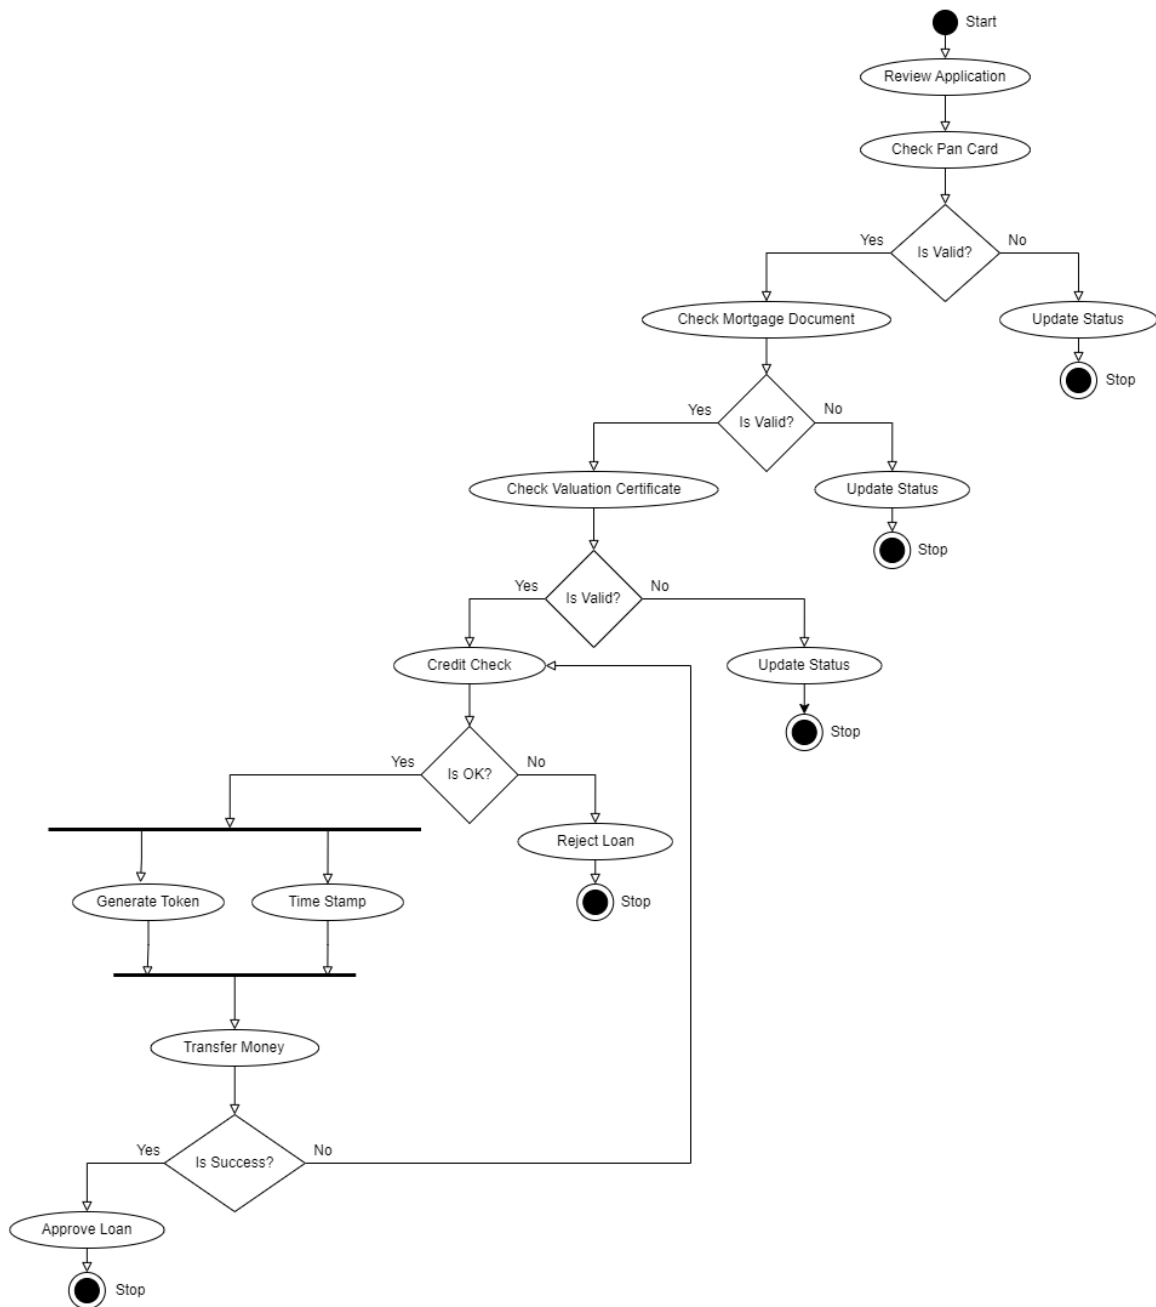 Start
Review Application
Check Pan Card
Yes
Is Valid?
No
Check Mortgage Document
Update Status
Stop
Yes
Is Valid?
No
Check Valuation Certificate
Update Status
Stop
Yes
Is Valid?
No
Credit Check
Update Status
Stop
Yes
Is OK?
No
Reject Loan
Generate Token
Time Stamp
Stop
Transfer Money
Yes
Is Success?
No
Approve Loan
Stop